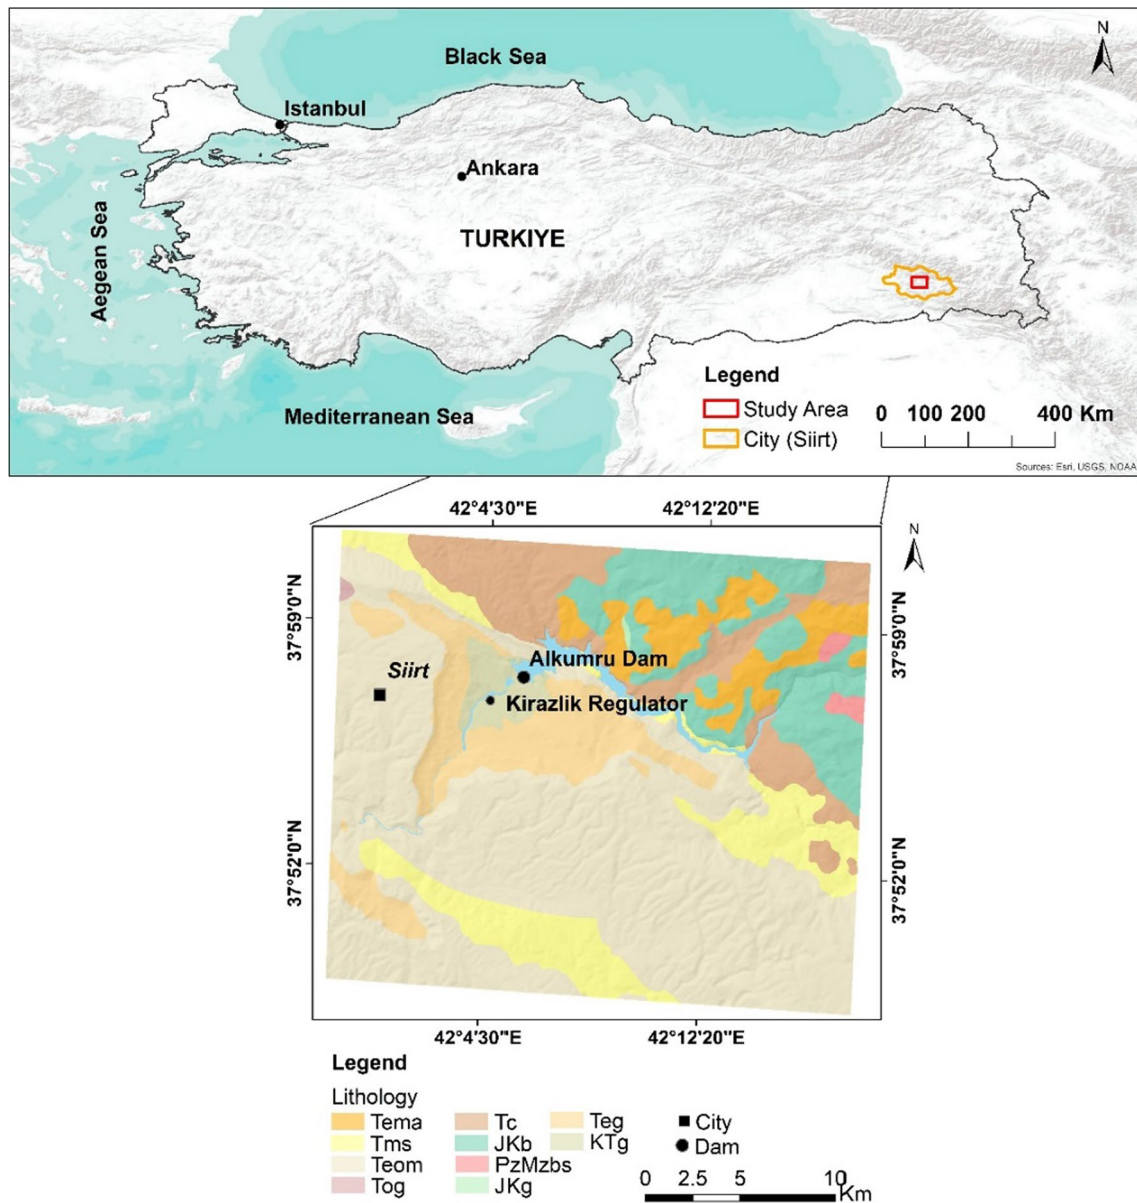 Black Sea
N
Istanbul
Ankara
TURKIYE
Aegean Sea
Mediterranean Sea
Legend
Study Area
City (Siirt)
0 100 200 400 Km
Sources: Esri, USGS, NOAA
42°4'30"E 42°12'20"E
N
37°59'0"N
37°59'0"N
Siirt
Alkumru Dam
Kirazlik Regulator
37°52'0"N
37°52'0"N
42°4'30"E 42°12'20"E
Legend
Lithology
Tema Tc Teg City
Tms JKb KTg Dam
Teom PzMzbs
Tog JKg
0 2.5 5 10
Km